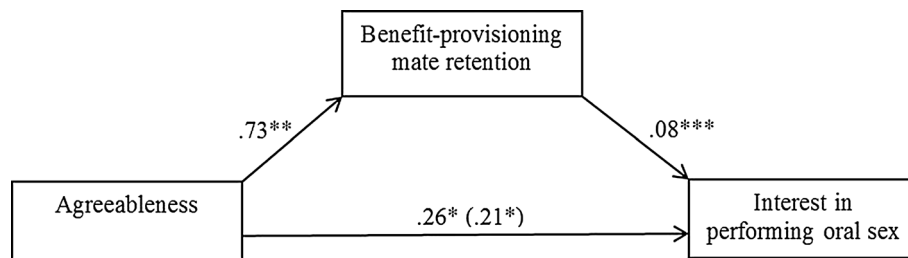 Benefit-provisioning
mate retention
.73**
.08***
Agreeableness
.26* (.21*)
Interest in
performing oral sex